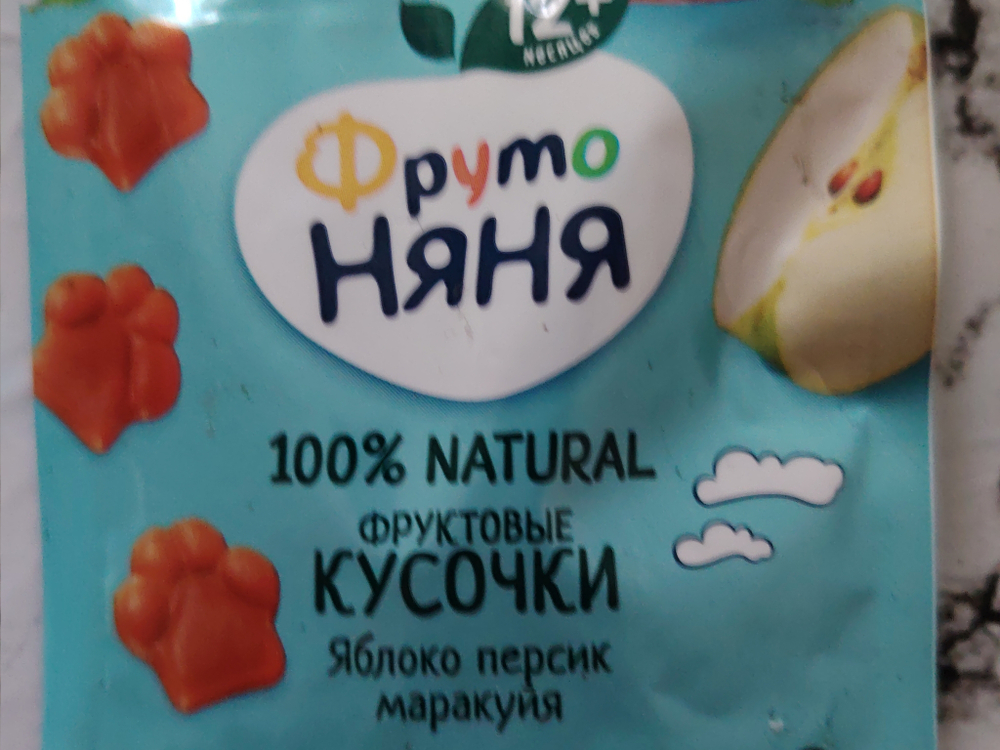 12+
месяцев
Фруто
няня
100% NATURAL
ФРУКТОВЫЕ
КУСОЧКИ
Яблоко персик
маракуйя